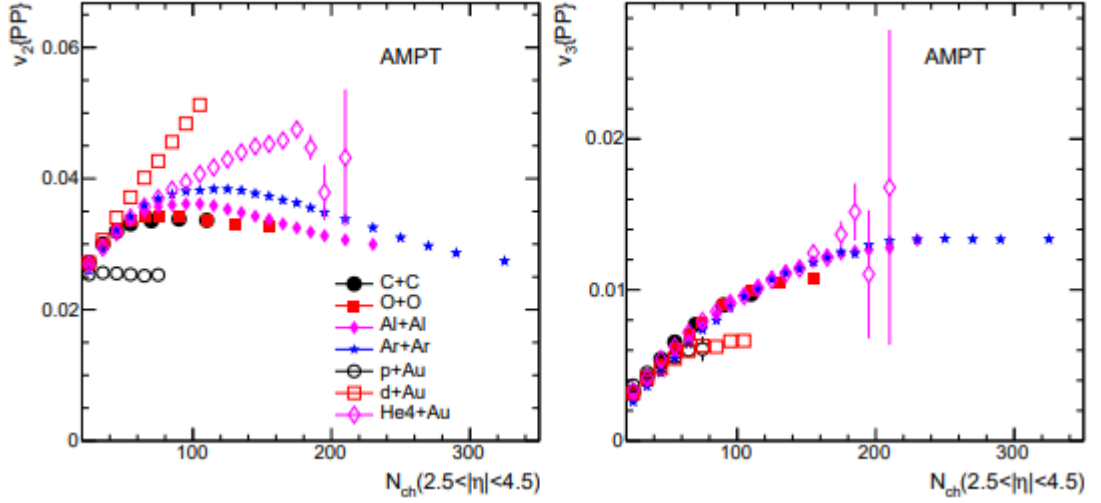 v2{PP}
0.06
0.04
0.02
0
AMPT
C+C
O+O
Al+Al
Ar+Ar
p+Au
d+Au
He4+Au
0
100
200
300
Nch(2.5<|η|<4.5)
v3{PP}
0.02
0.01
0
AMPT
100
200
300
Nch(2.5<|η|<4.5)